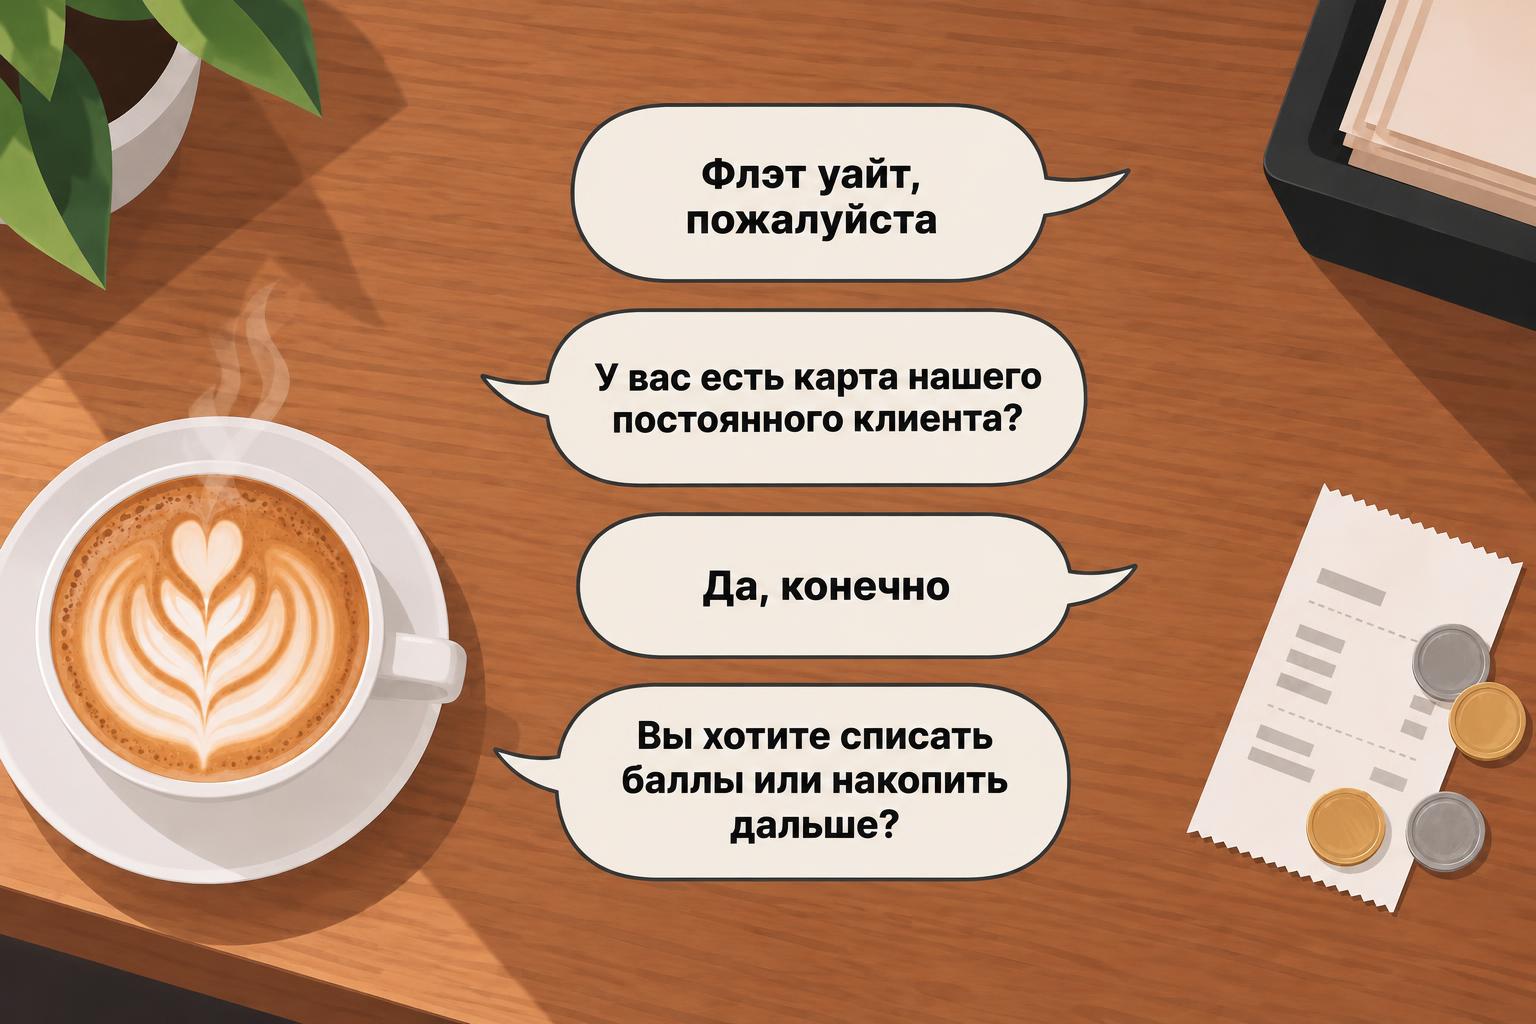 Флэт уайт,
пожалуйста
У вас есть карта нашего
постоянного клиента?
Да, конечно
Вы хотите списать
баллы или накопить
дальше?